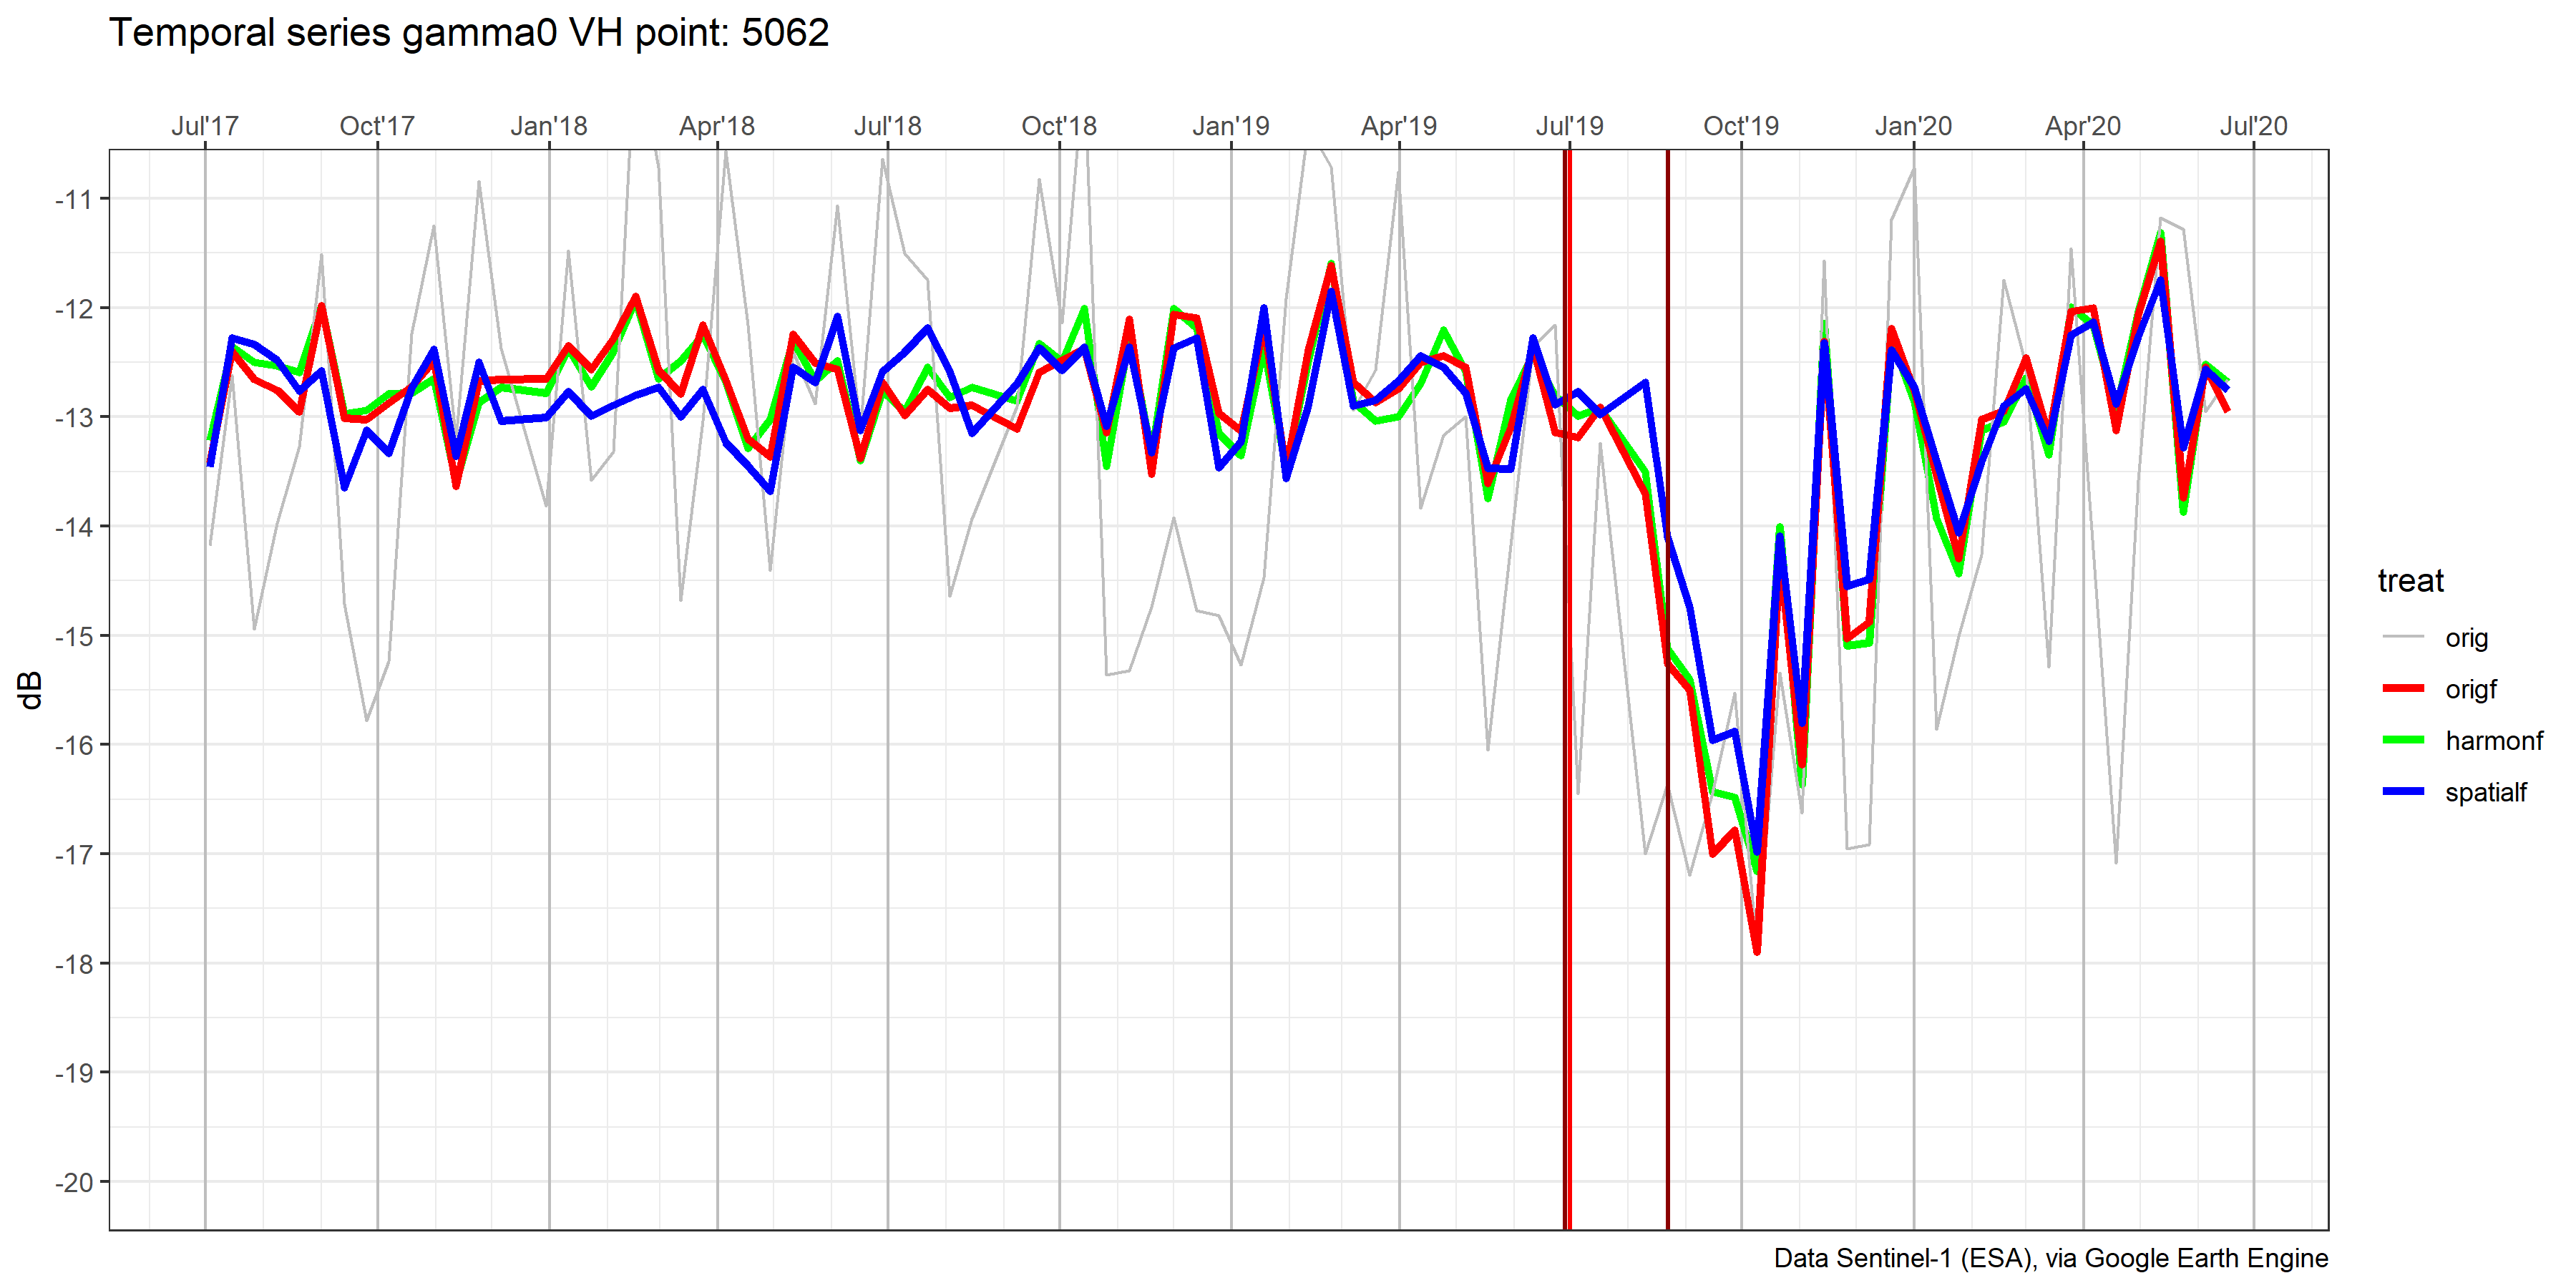 Temporal series gamma0 VH point: 5062
Jul'17 Oct'17 Jan'18 Apr'18 Jul'18 Oct'18 Jan'19 Apr'19 Jul'19 Oct'19 Jan'20 Apr'20 Jul'20
-11
-12
-13
-14
-15
-16
-17
-18
-19
-20
dB
treat
orig
origf
harmonf
spatialf
Data Sentinel-1 (ESA), via Google Earth Engine